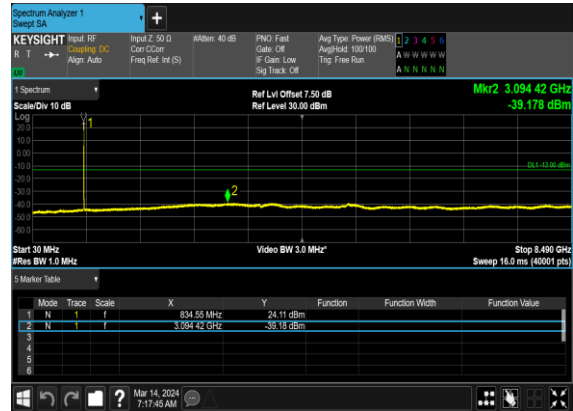 Spectrum Analyzer 1
Swept SA
KEYSIGHT Input: RF Input Z: 50 Ω #Atten: 40 dB PNO: Fast Avg Type: Power (RMS) 1 2 3 4 5 6
R T Coupling: DC Corr CCorr Gate: Off Avg|Hold: 100/100 A W W W W W
Align: Auto Freq Ref: Int (S) IF Gain: Low Trig: Free Run
Sig Track: Off A N N N N N
LW
1 Spectrum Ref Lvl Offset 7.50 dB Mkr2 3.094 42 GHz
Scale/Div 10 dB Ref Level 30.00 dBm -39.178 dBm
Log
20.0
10.0
0.00
-10.0
-20.0
-30.0
-40.0
-50.0
-60.0
1
DL1 -13.00 dBm
2
Start 30 MHz Video BW 3.0 MHz* Stop 8.490 GHz
#Res BW 1.0 MHz Sweep 16.0 ms (40001 pts)
5 Marker Table
Mode Trace Scale X Y Function Function Width Function Value
1 N 1 f 834.55 MHz 24.11 dBm
2 N 1 f 3.094 42 GHz -39.18 dBm
3
4
5
6
? Mar 14, 2024
7:17:45 AM